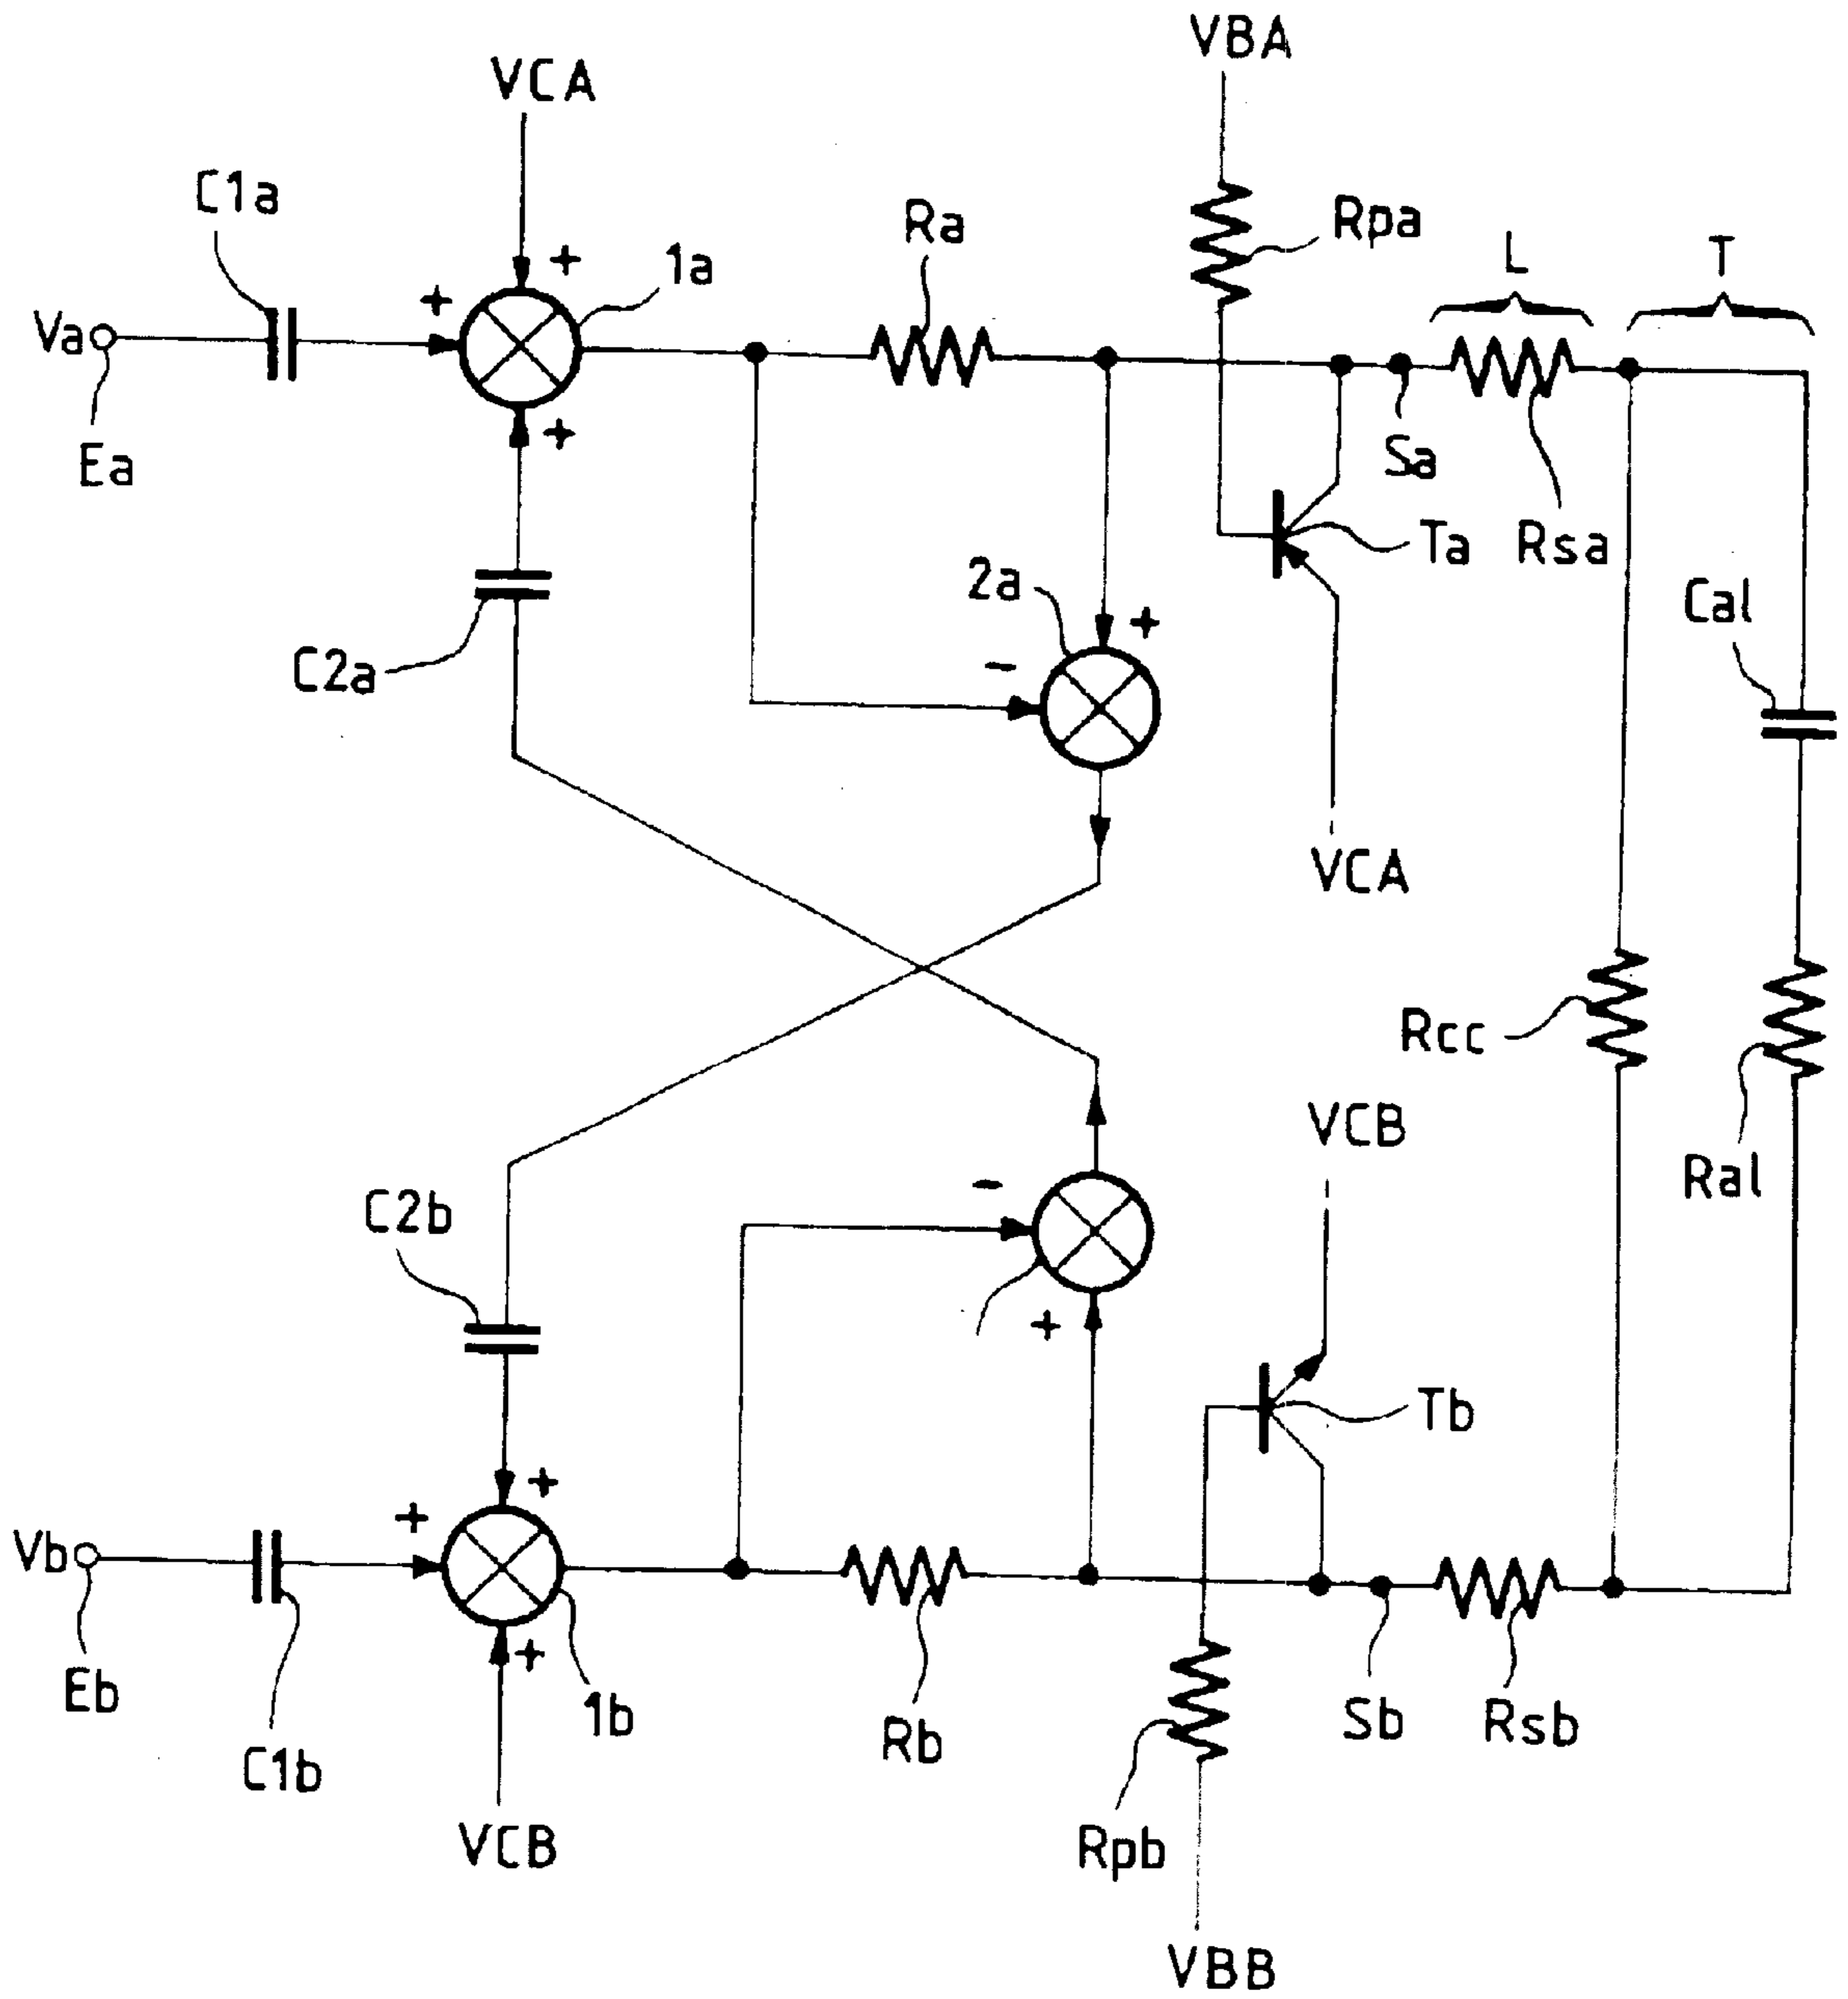 VBA
VCA
C1a
Rpa
Ra
L
T
+
1a
+
Va
+
Ea
Sa
Ta
Rsa
2a
Cal
+
-
C2a
VCA
Rcc
VCB
Ral
-
C2b
+
Tb
+
+
Vb
+
Eb
1b
Rb
Sb
Rsb
C1b
VCB
Rpb
VBB